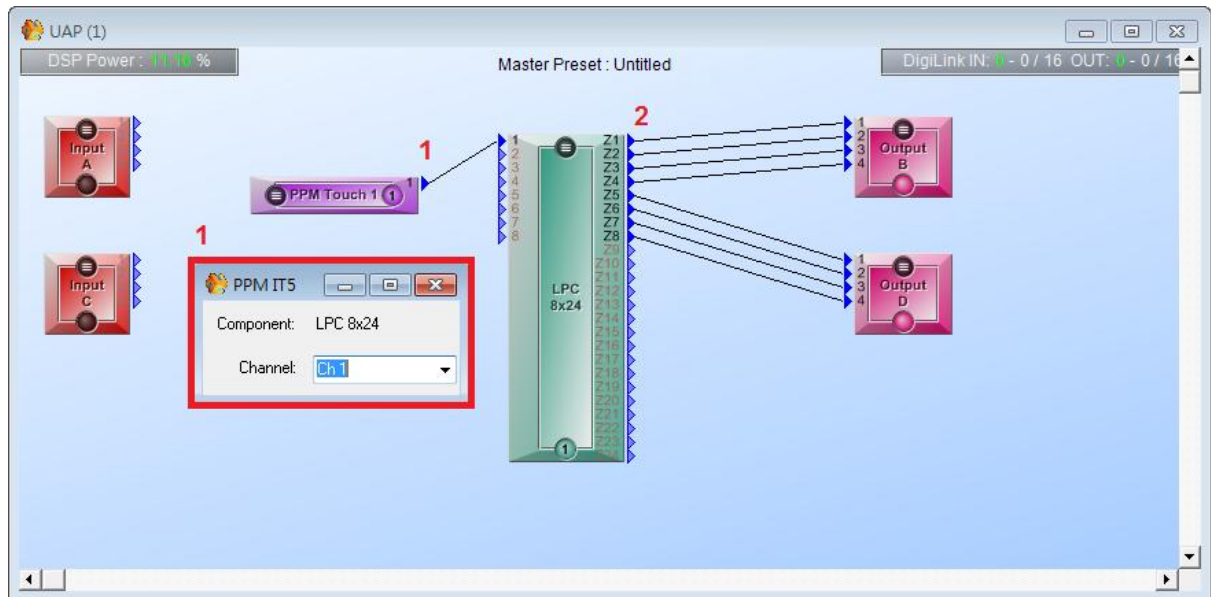 UAP (1)
DSP Power : 11.16 %
Master Preset : Untitled
DigiLink IN: 0 - 0 / 16 OUT: 0 - 0 / 16
Input
A
1
PPM Touch 1 1
1
1
2
3
4
5
6
7
8
LPC
8x24
1
2
Z1
Z2
Z3
Z4
Z5
Z6
Z7
Z8
Z9
Z10
Z11
Z12
Z13
Z14
Z15
Z16
Z17
Z18
Z19
Z20
Z21
Z22
Z23
1
2
3
4
Output
B
Input
C
1
PPM IT5
Component: LPC 8x24
Channel: Ch 1
1
2
3
4
Output
D